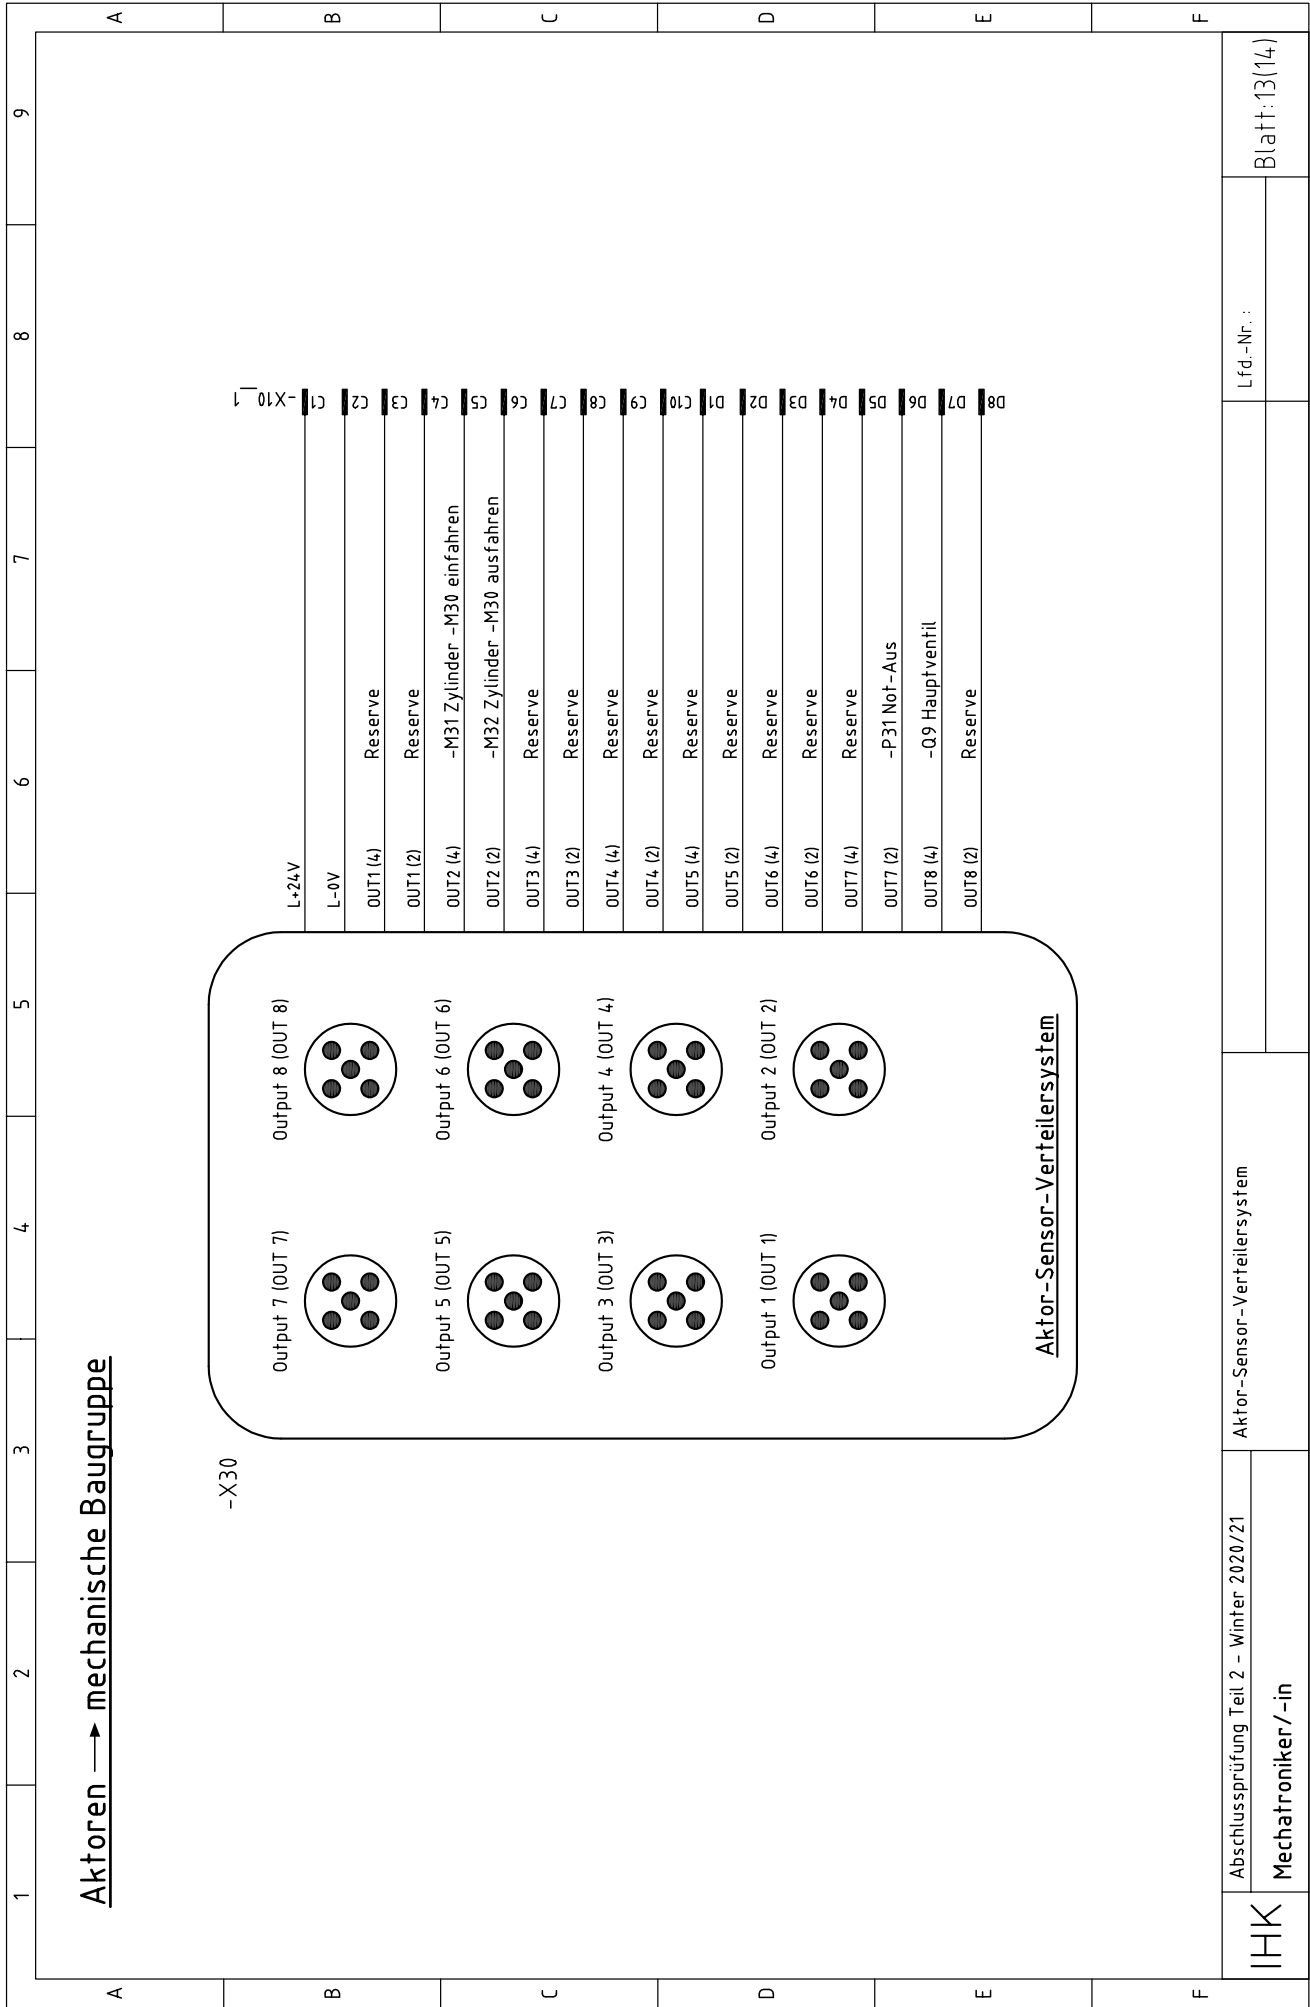 1 2 3 4 5 6 7 8 9
A
B
C
D
E
F
A
B
C
D
E
F
Aktoren → mechanische Baugruppe
-X30
Output 7 (OUT 7)
Output 8 (OUT 8)
Output 5 (OUT 5)
Output 6 (OUT 6)
Output 3 (OUT 3)
Output 4 (OUT 4)
Output 1 (OUT 1)
Output 2 (OUT 2)
Aktor-Sensor-Verteilersystem
-X10_1
L+24V C1
L-0V C2
OUT1 (4) Reserve C3
OUT1 (2) Reserve C4
OUT2 (4) -M31 Zylinder -M30 einfahren C5
OUT2 (2) -M32 Zylinder -M30 ausfahren C6
OUT3 (4) Reserve C7
OUT3 (2) Reserve C8
OUT4 (4) Reserve C9
OUT4 (2) Reserve C10
OUT5 (4) Reserve D1
OUT5 (2) Reserve D2
OUT6 (4) Reserve D3
OUT6 (2) Reserve D4
OUT7 (4) Reserve D5
OUT7 (2) -P31 Not-Aus D6
OUT8 (4) -Q9 Hauptventil D7
OUT8 (2) Reserve D8
IHK
Abschlussprüfung Teil 2 - Winter 2020/21
Mechatroniker/-in
Aktor-Sensor-Verteilersystem
Lfd.-Nr.:
Blatt:13(14)